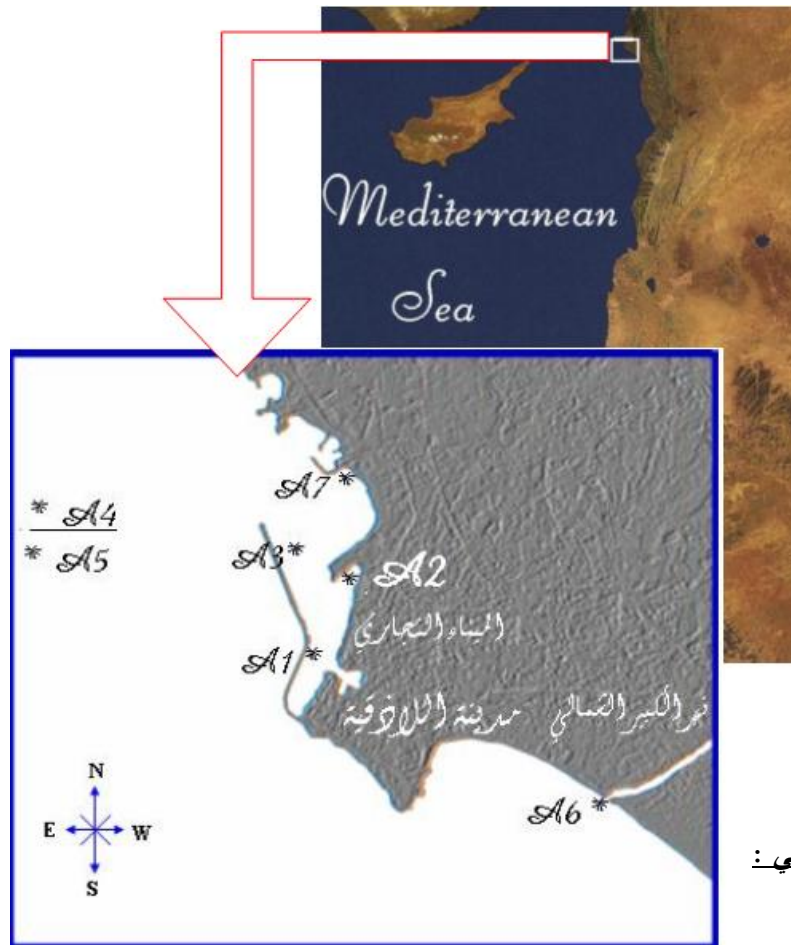 Mediterranean
Sea
A7 *
* A4
* A5
A3*
* A2
الميناء التجاري
A1 *
مدينة اللاذقية
نهر الكبير الشمالي
A6 *
N
E W
S
ي :